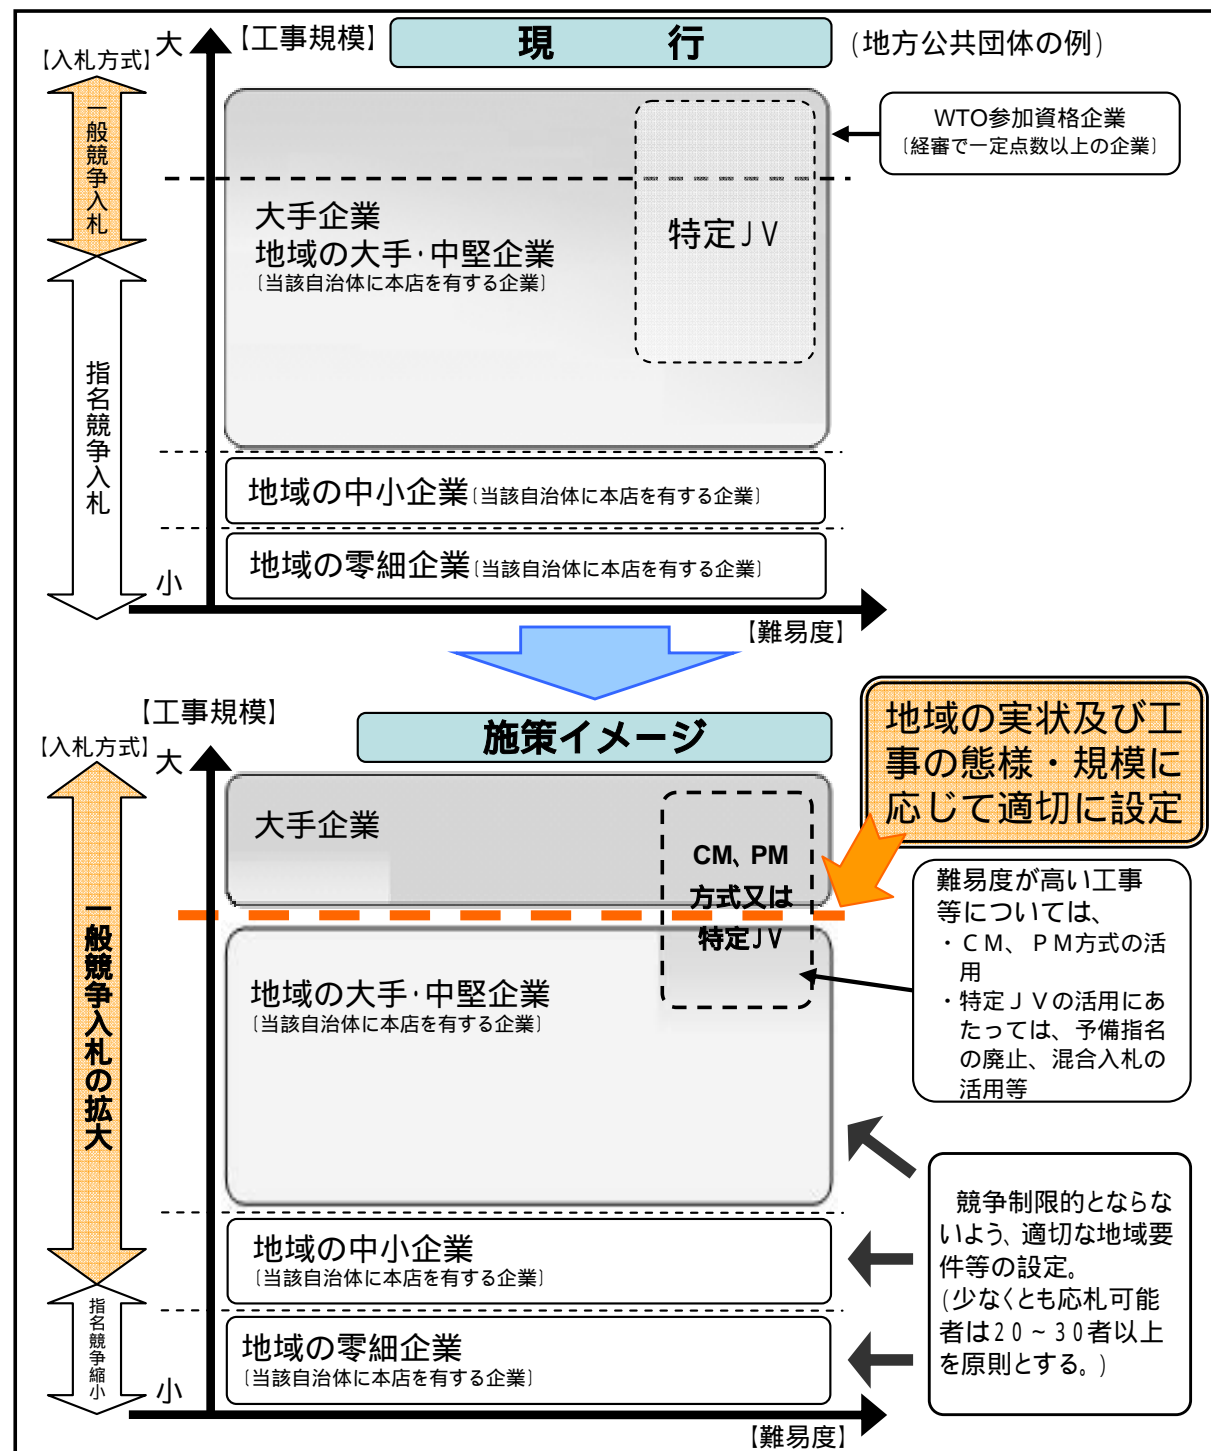 【工事規模】
現　　　行
(地方公共団体の例)
【入札方式】
大
一般競争入札
指名競争入札
WTO参加資格企業
〔経審で一定点数以上の企業〕
大手企業
地域の大手・中堅企業
〔当該自治体に本店を有する企業〕
特定JV
地域の中小企業〔当該自治体に本店を有する企業〕
地域の零細企業〔当該自治体に本店を有する企業〕
小
【難易度】
【工事規模】
施策イメージ
地域の実状及び工
事の態様・規模に
応じて適切に設定
【入札方式】
大
一般競争入札の拡大
指名競争縮小
大手企業
CM、PM
方式又は
特定JV
地域の大手・中堅企業
〔当該自治体に本店を有する企業〕
難易度が高い工事
等については、
・ＣＭ、ＰＭ方式の活
用
・特定ＪＶの活用にあ
たっては、予備指名
の廃止、混合入札の
活用等
地域の中小企業
〔当該自治体に本店を有する企業〕
地域の零細企業
〔当該自治体に本店を有する企業〕
競争制限的とならな
いよう、適切な地域要
件等の設定。
(少なくとも応札可能
者は20～30者以上
を原則とする。)
小
【難易度】